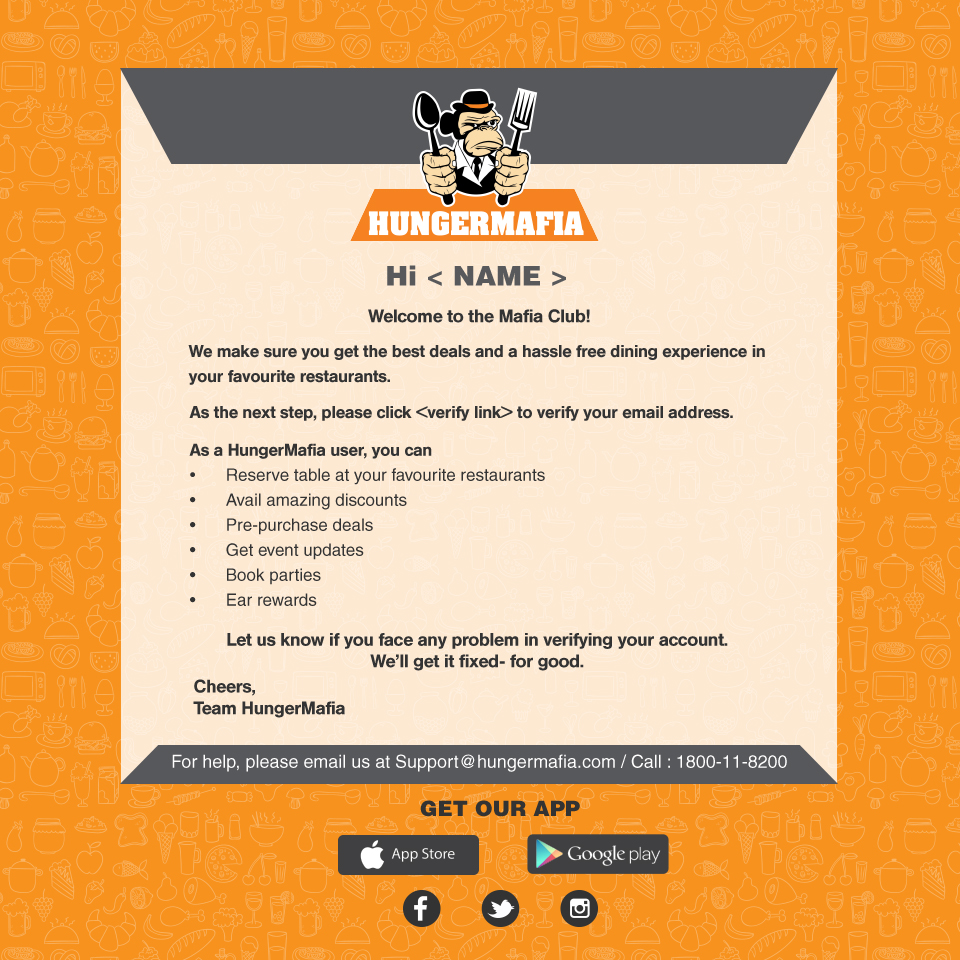 HUNGERMAFIA
Hi < NAME >
Welcome to the Mafia Club!
We make sure you get the best deals and a hassle free dining experience in
your favourite restaurants.
As the next step, please click <verify link> to verify your email address.
As a HungerMafia user, you can
• Reserve table at your favourite restaurants
• Avail amazing discounts
• Pre-purchase deals
• Get event updates
• Book parties
• Ear rewards
Let us know if you face any problem in verifying your account.
We'll get it fixed- for good.
Cheers,
Team HungerMafia
For help, please email us at Support@hungermafia.com / Call : 1800-11-8200
GET OUR APP
App Store
Google play